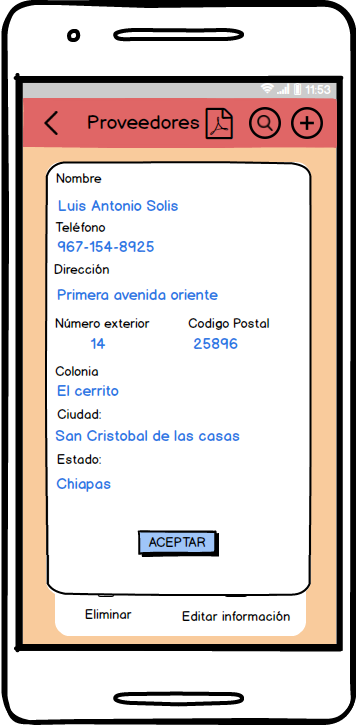 11:53
Proveedores
Nombre
Luis Antonio Solis
Teléfono
967-154-8925
Dirección
Primera avenida oriente
Número exterior Codigo Postal
14 25896
Colonia
El cerrito
Ciudad:
San Cristobal de las casas
Estado:
Chiapas
ACEPTAR
Eliminar Editar información